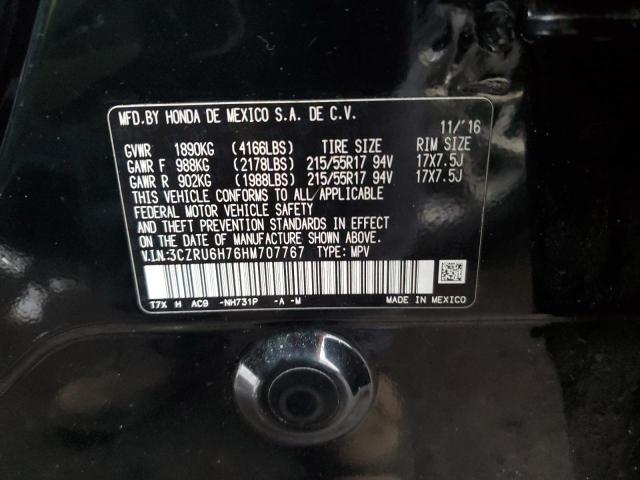 MFD.BY HONDA DE MEXICO S.A. DE C.V.
11/'16
GVWR 1890KG (4166LBS) TIRE SIZE RIM SIZE
GAWR F 988KG (2178LBS) 215/55R17 94V 17X7.5J
GAWR R 902KG (1988LBS) 215/55R17 94V 17X7.5J
THIS VEHICLE CONFORMS TO ALL APPLICABLE
FEDERAL MOTOR VEHICLE SAFETY
AND THEFT PREVENTION STANDARDS IN EFFECT ON
THE DATE OF MANUFACTURE SHOWN ABOVE.
V.I.N:3CZRU6H76HM707767 TYPE: MPV
T7X H AC9 -NH731P -A -M MADE IN MEXICO